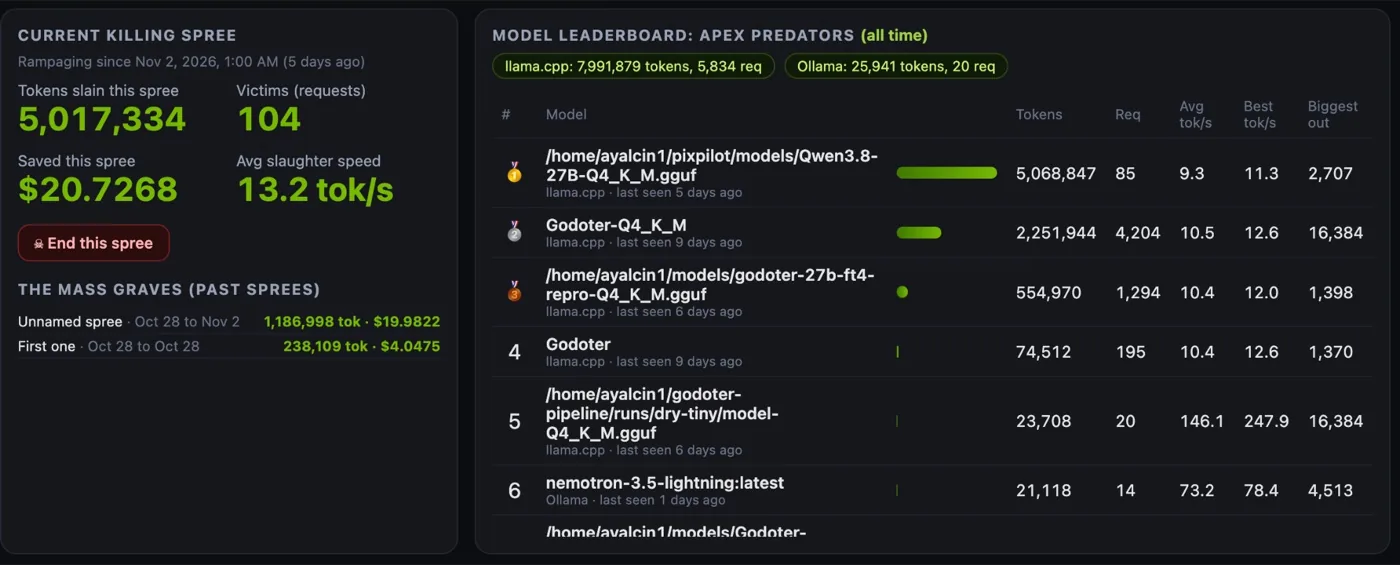 CURRENT KILLING SPREE
Rampaging since Nov 2, 2026, 1:00 AM (5 days ago)
Tokens slain this spree
5,017,334
Victims (requests)
104
Saved this spree
$20.7268
Avg slaughter speed
13.2 tok/s
☠ End this spree
THE MASS GRAVES (PAST SPREES)
Unnamed spree · Oct 28 to Nov 2 1,186,998 tok · $19.9822
First one · Oct 28 to Oct 28 238,109 tok · $4.0475
MODEL LEADERBOARD: APEX PREDATORS (all time)
llama.cpp: 7,991,879 tokens, 5,834 req
Ollama: 25,941 tokens, 20 req
# Model Tokens Req Avg tok/s Best tok/s Biggest out
1
/home/ayalcin1/pixpilot/models/Qwen3.8-
27B-Q4_K_M.gguf
llama.cpp · last seen 5 days ago
5,068,847 85 9.3 11.3 2,707
2
Godoter-Q4_K_M
llama.cpp · last seen 9 days ago
2,251,944 4,204 10.5 12.6 16,384
3
/home/ayalcin1/models/godoter-27b-ft4-
repro-Q4_K_M.gguf
llama.cpp · last seen 6 days ago
554,970 1,294 10.4 12.0 1,398
4
Godoter
llama.cpp · last seen 9 days ago
74,512 195 10.4 12.6 1,370
5
/home/ayalcin1/godoter-
pipeline/runs/dry-tiny/model-
Q4_K_M.gguf
llama.cpp · last seen 6 days ago
23,708 20 146.1 247.9 16,384
6
nemotron-3.5-lightning:latest
Ollama · last seen 1 days ago
21,118 14 73.2 78.4 4,513
/home/ayalcin1/models/Godoter-